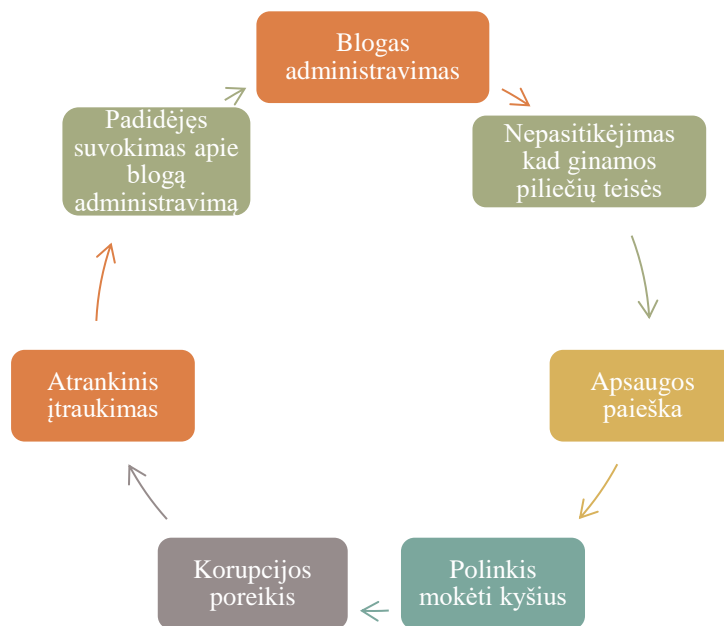 Blogas
administravimas
Nepasitikėjimas
kad ginamos
piliečių teisės
Apsaugos
paieška
Polinkis
mokėti kyšius
Korupcijos
poreikis
Atrankinis
įtraukimas
Padidėjęs
suvokimas apie
blogą
administravimą